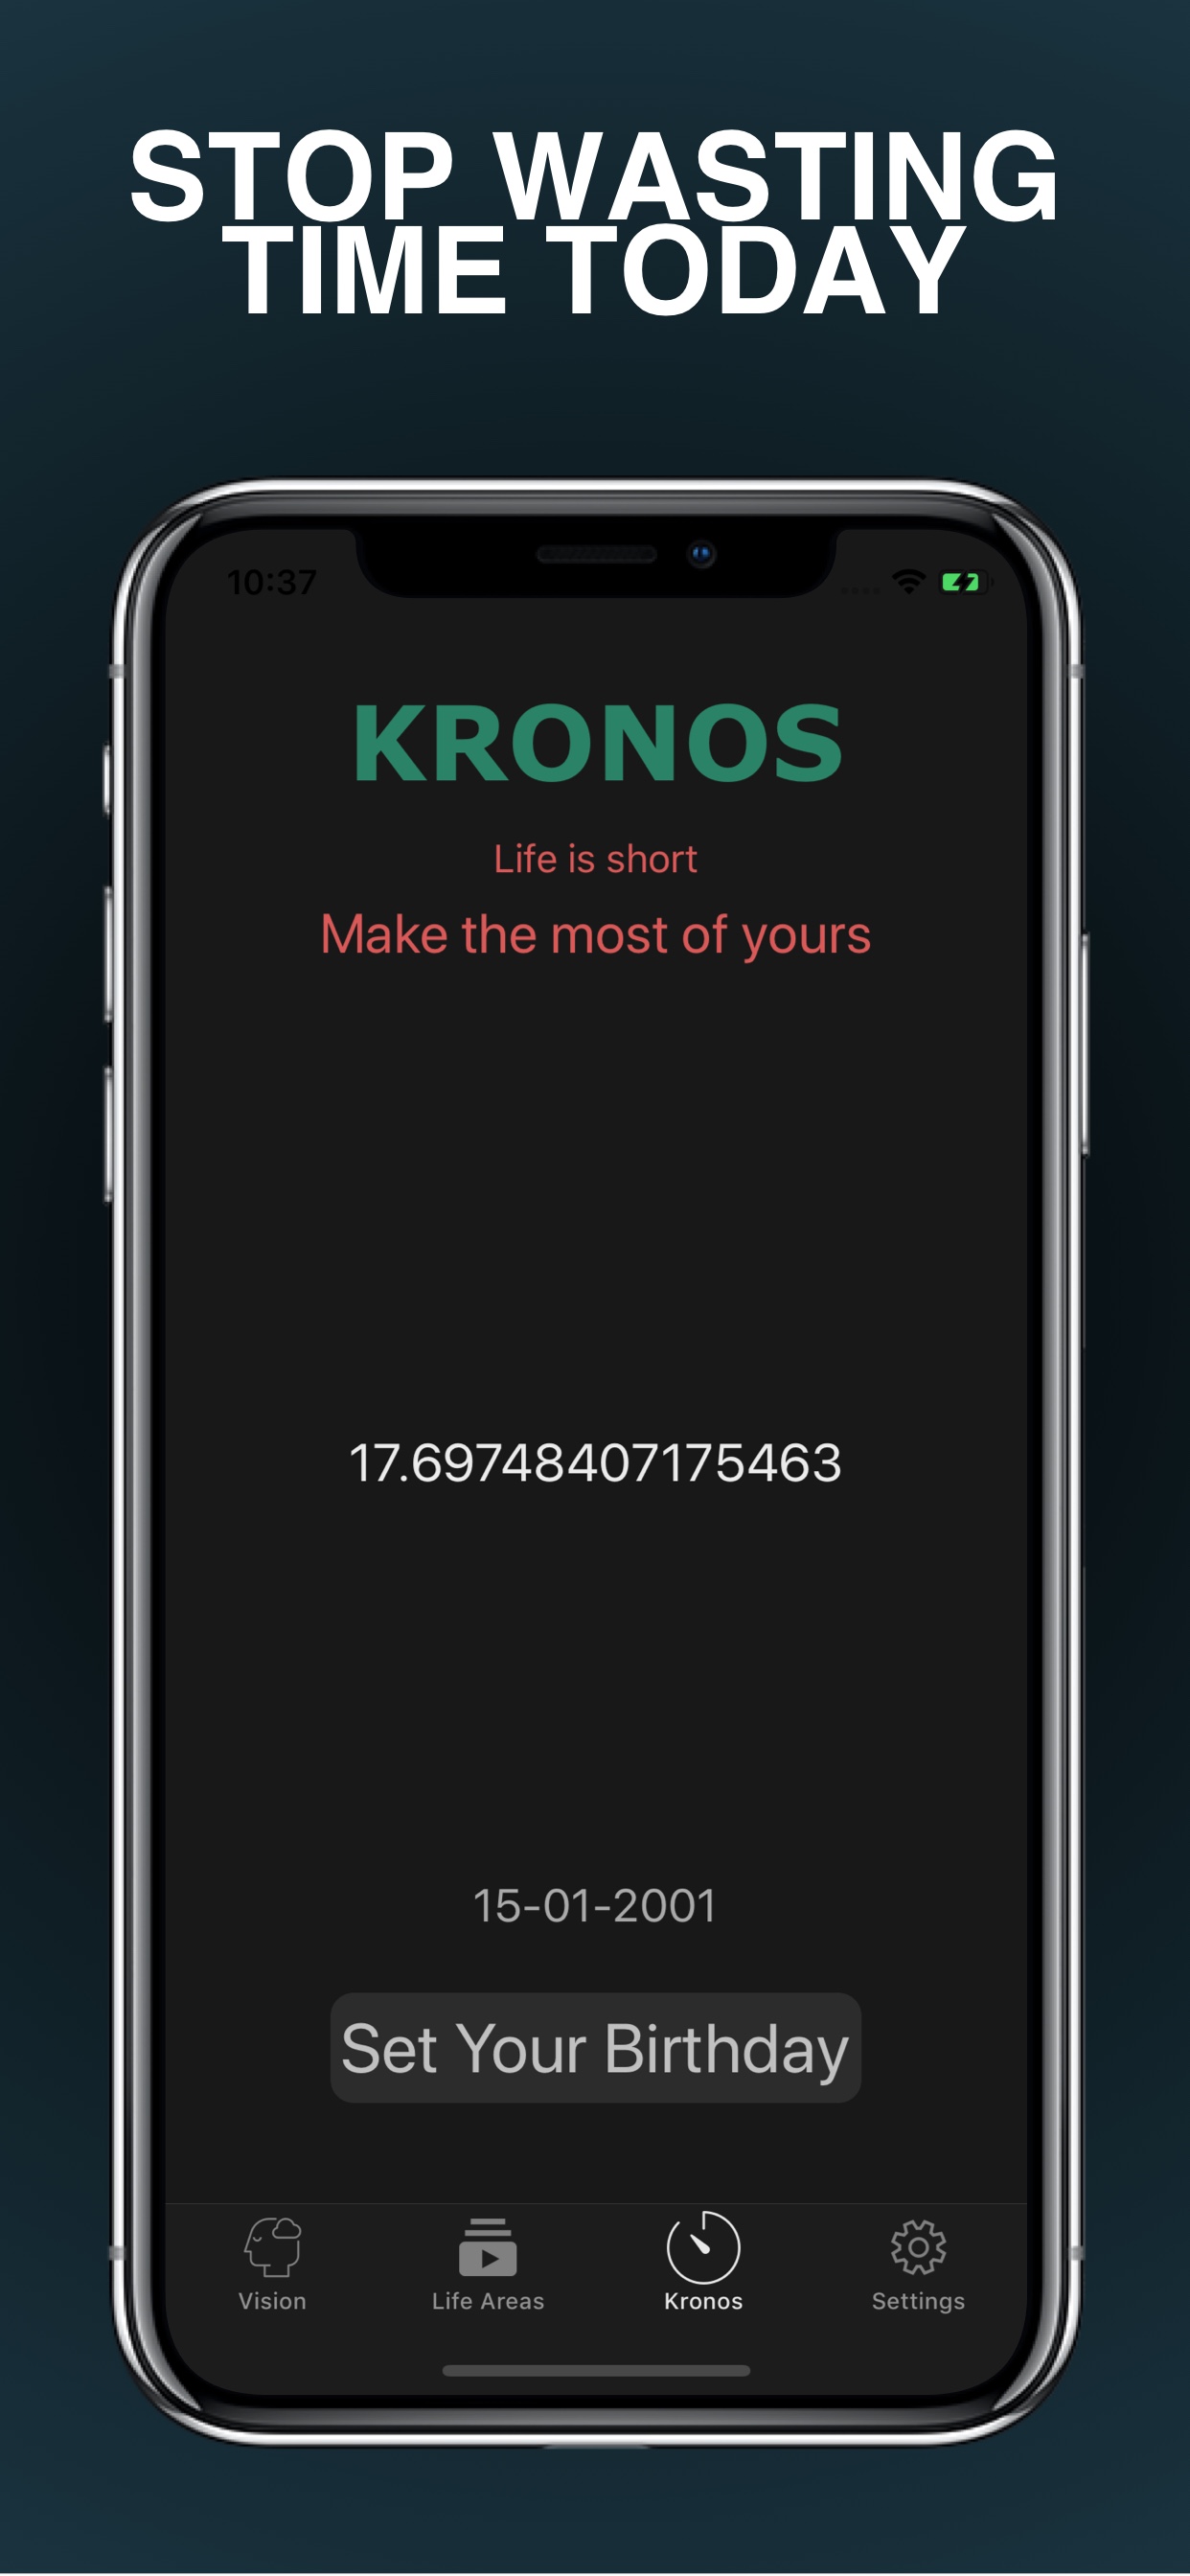 STOP WASTING
TIME TODAY
10:37
KRONOS
Life is short
Make the most of yours
17.69748407175463
15-01-2001
Set Your Birthday
Vision
Life Areas
Kronos
Settings